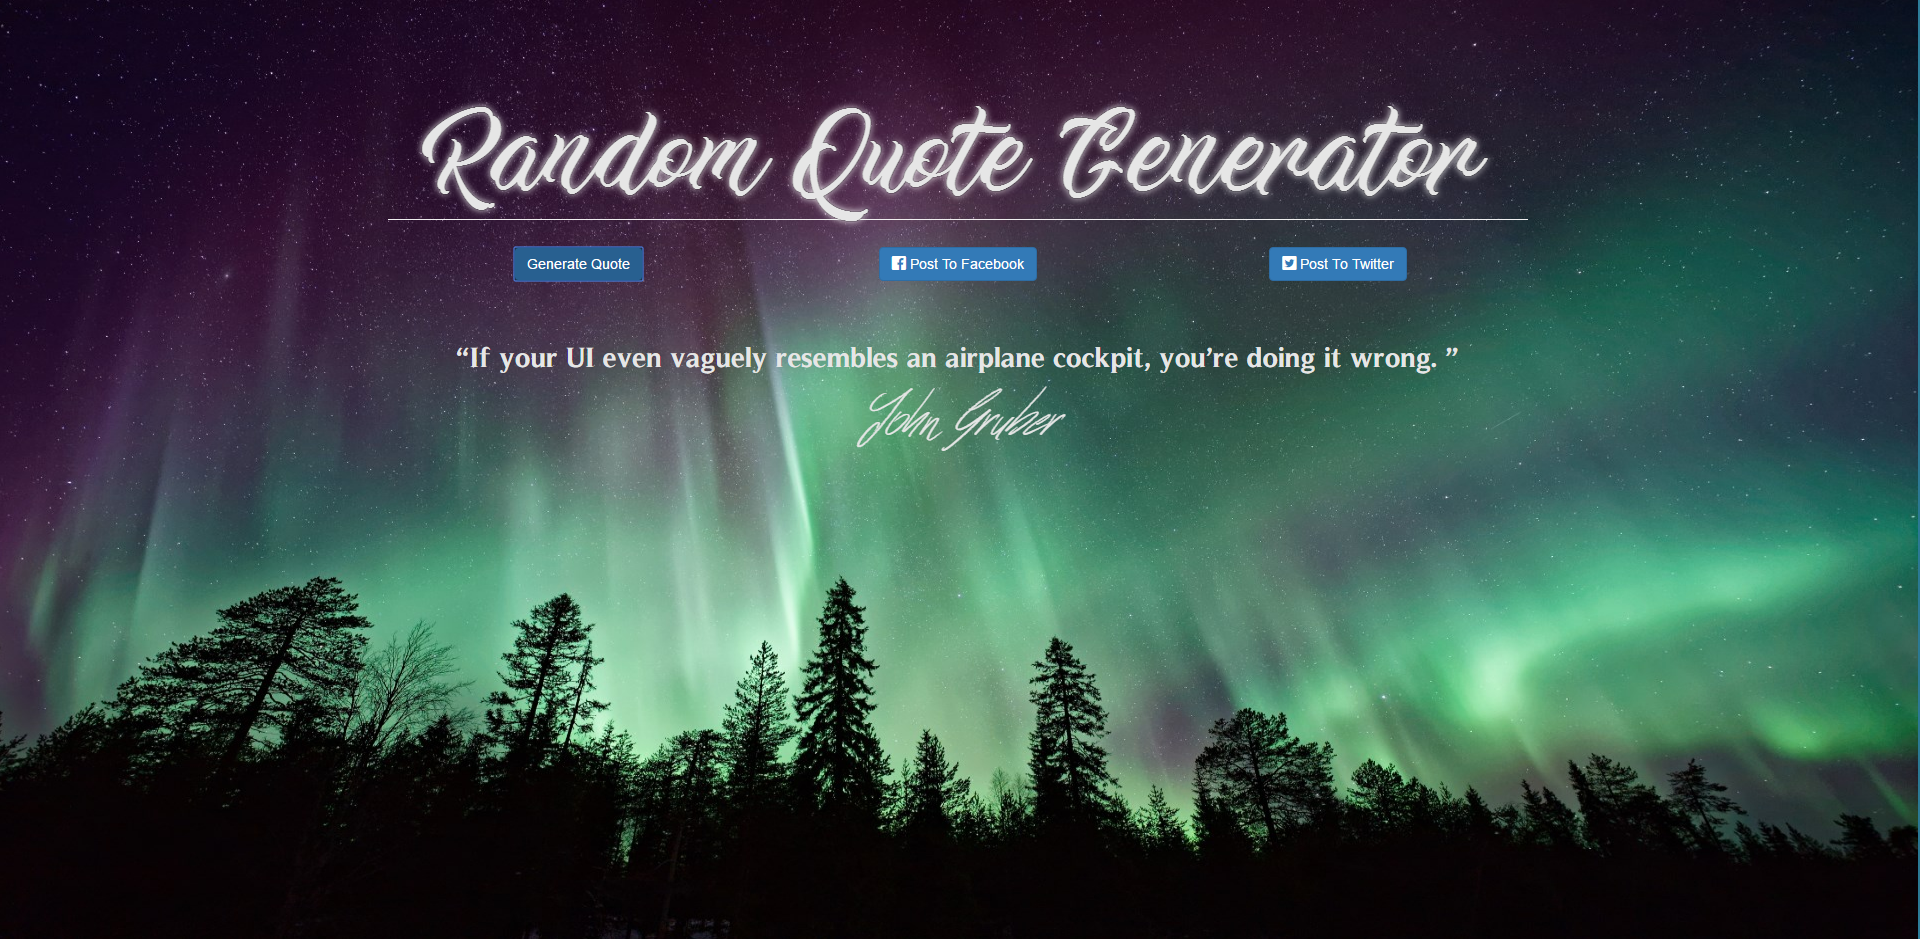 Random Quote Generator
Generate Quote
Post To Facebook
Post To Twitter
“If your UI even vaguely resembles an airplane cockpit, you’re doing it wrong. ”
John Gruber